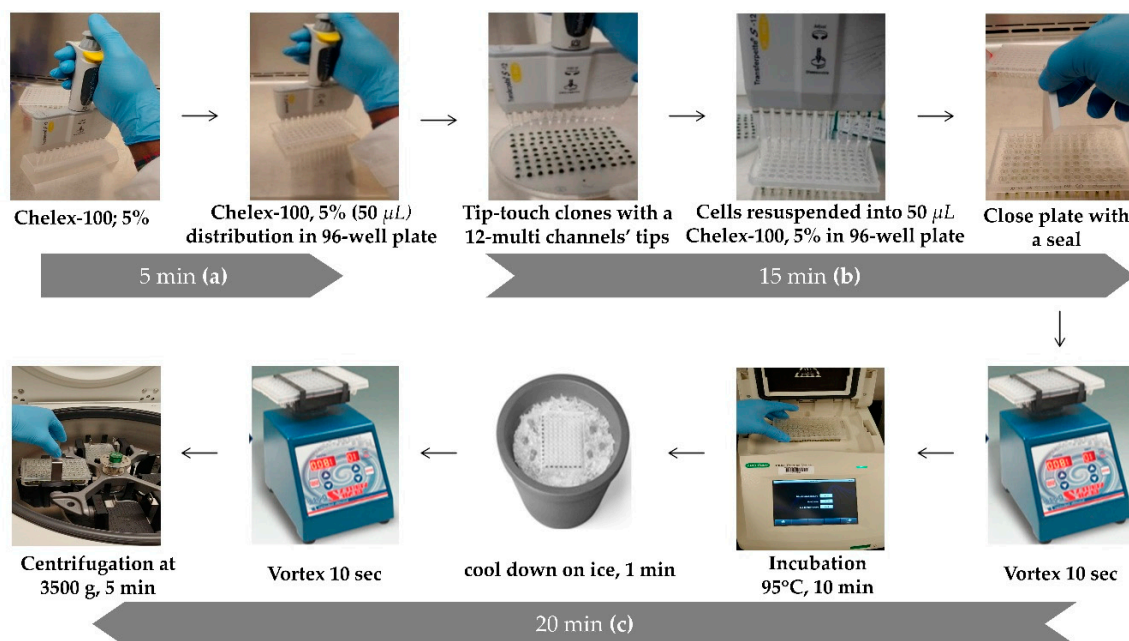 Transferpette® S-12
Chelex-100; 5%
Chelex-100, 5% (50 μL)
distribution in 96-well plate
Tip-touch clones with a
12-multi channels' tips
Cells resuspended into 50 μL
Chelex-100, 5% in 96-well plate
Close plate with
a seal
5 min (a)
15 min (b)
Centrifugation at
3500 g, 5 min
Vortex 10 sec
cool down on ice, 1 min
Incubation
95°C, 10 min
Vortex 10 sec
20 min (c)